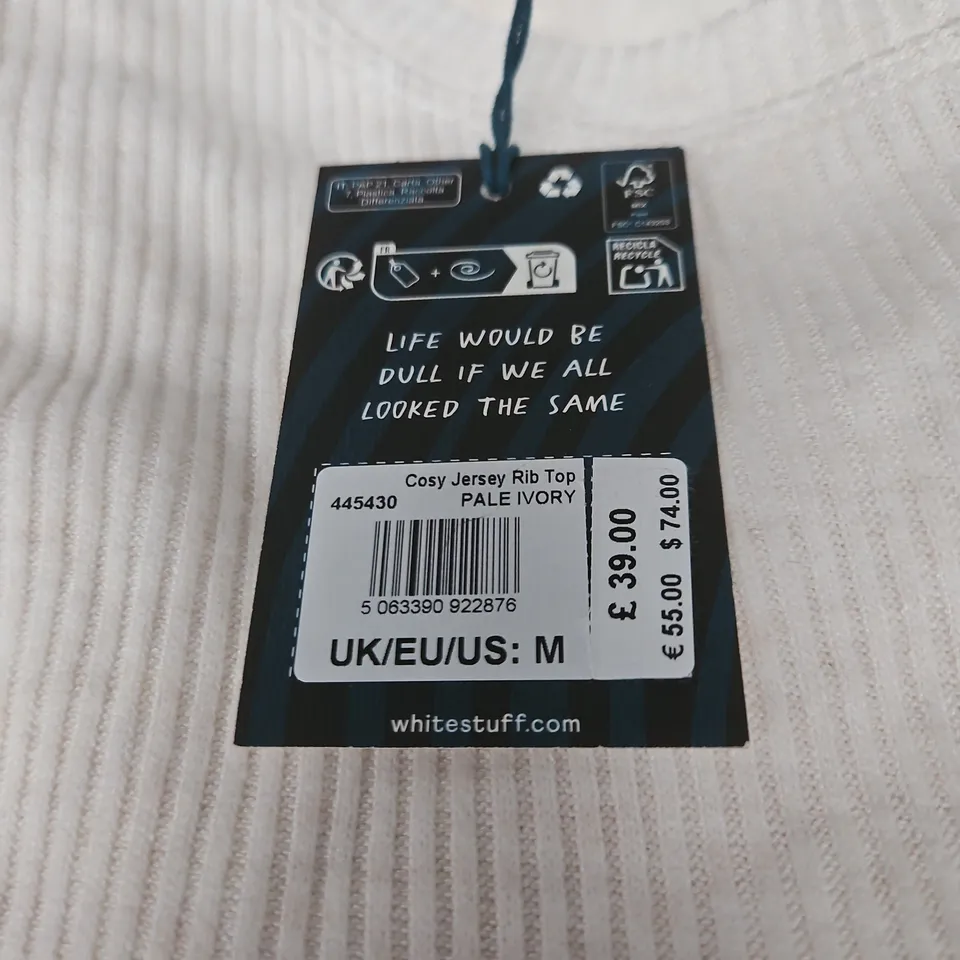 IT. PAP 21. Carta. Other
7. Plastica. Raccolta
Differenziata
FSC
MIX
FR
+
RECICLA
RECYCLE
LIFE WOULD BE
DULL IF WE ALL
LOOKED THE SAME
Cosy Jersey Rib Top
445430 PALE IVORY
5 063390 922876
UK/EU/US: M
£ 39.00
€ 55.00 $ 74.00
whitestuff.com